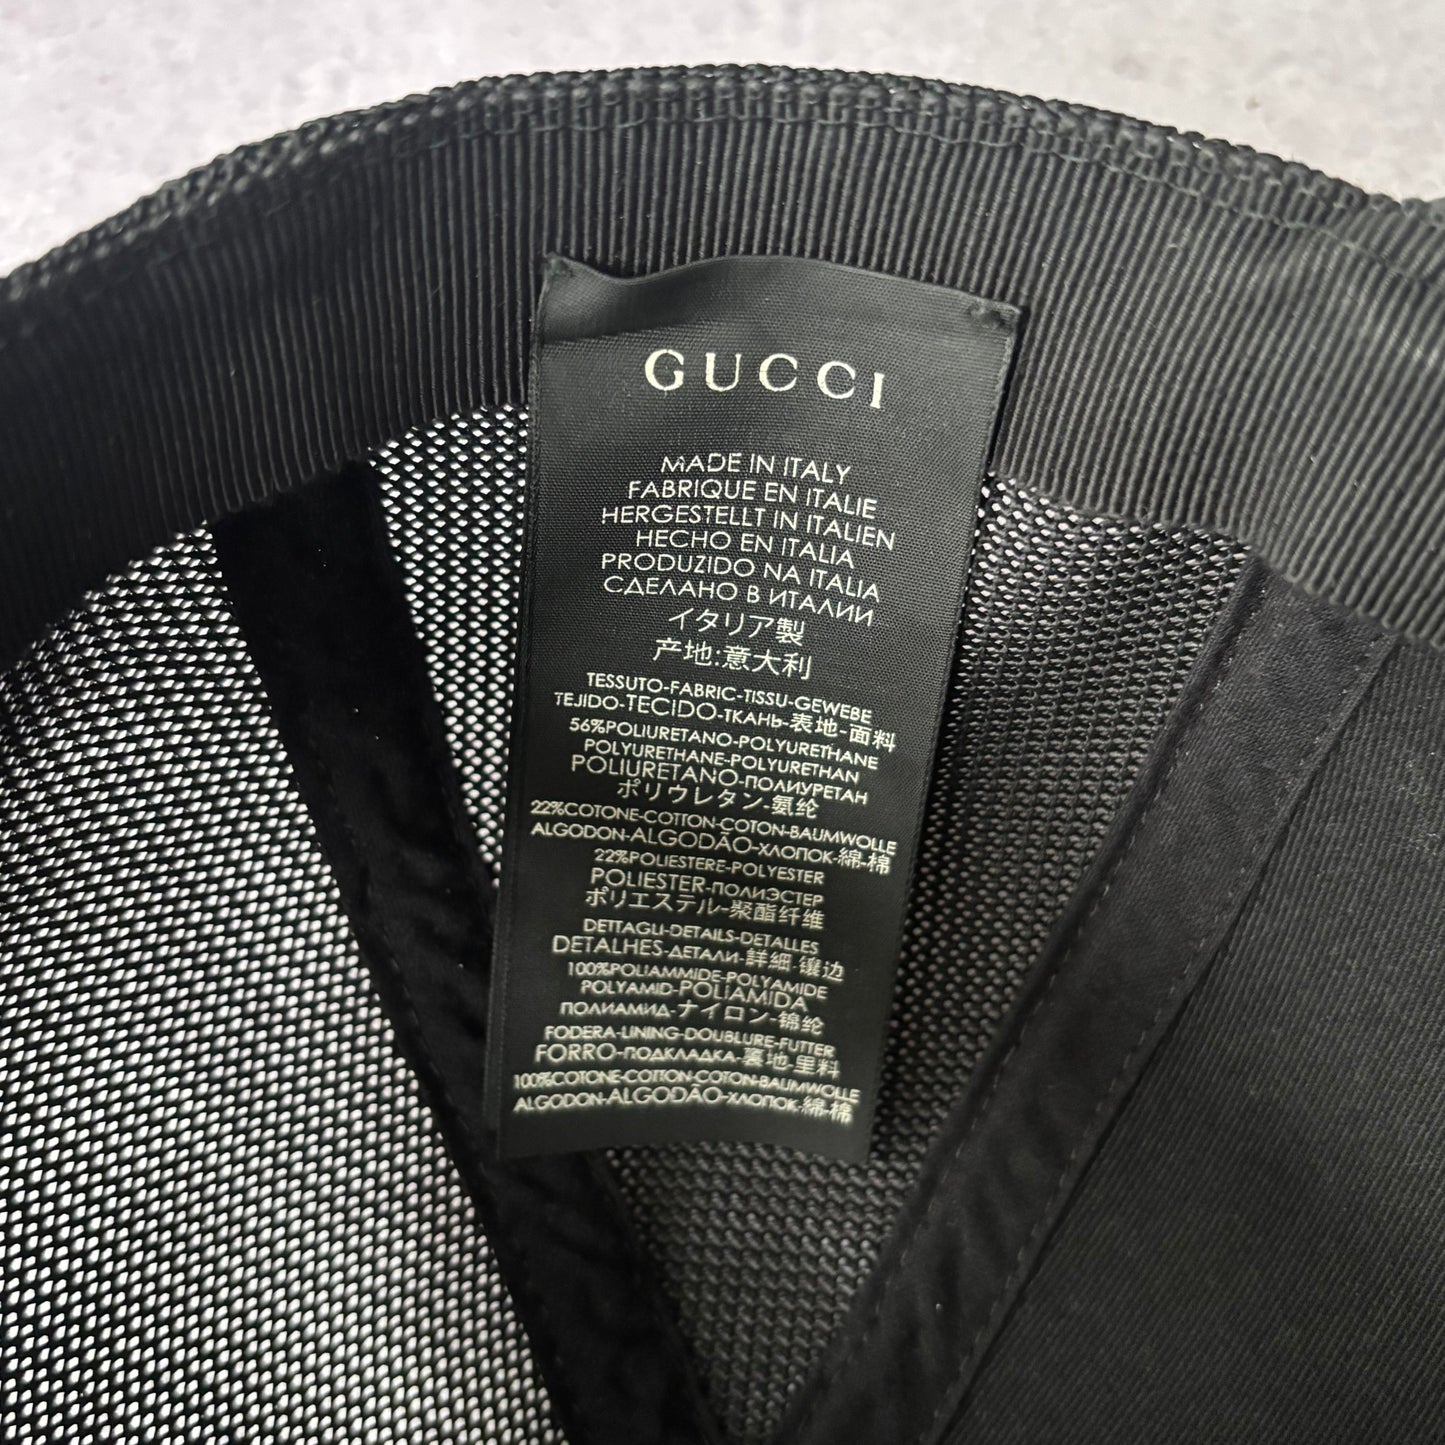 GUCCI
MADE IN ITALY
FABRIQUE EN ITALIE
HERGESTELLT IN ITALIEN
HECHO EN ITALIA
PRODUZIDO NA ITALIA
СДЕЛАНО В ИТАЛИИ
イタリア製
产地:意大利
TESSUTO-FABRIC-TISSU-GEWEBE
TEJIDO-TECIDO-ТКАНЬ-表地-面料
56%POLIURETANO-POLYURETHANE
POLYURETHANE-POLYURETHAN
POLIURETANO-ПОЛИУРЕТАН
ポリウレタン-氨纶
22%COTONE-COTTON-COTON-BAUMWOLLE
ALGODON-ALGODÃO-ХЛОПОК-綿-棉
22%POLIESTERE-POLYESTER
POLIESTER-ПОЛИЭСТЕР
ポリエステル-聚酯纤维
DETTAGLI-DETAILS-DETALLES
DETALHES-ДЕТАЛИ-詳細-镶边
100%POLIAMMIDE-POLYAMIDE
POLYAMID-POLIAMIDA
ПОЛИАМИД-ナイロン-锦纶
FODERA-LINING-DOUBLURE-FUTTER
FORRO-ПОДКЛАДКА-裏地-里料
100%COTONE-COTTON-COTON-BAUMWOLLE
ALGODON-ALGODÃO-ХЛОПОК-綿-棉